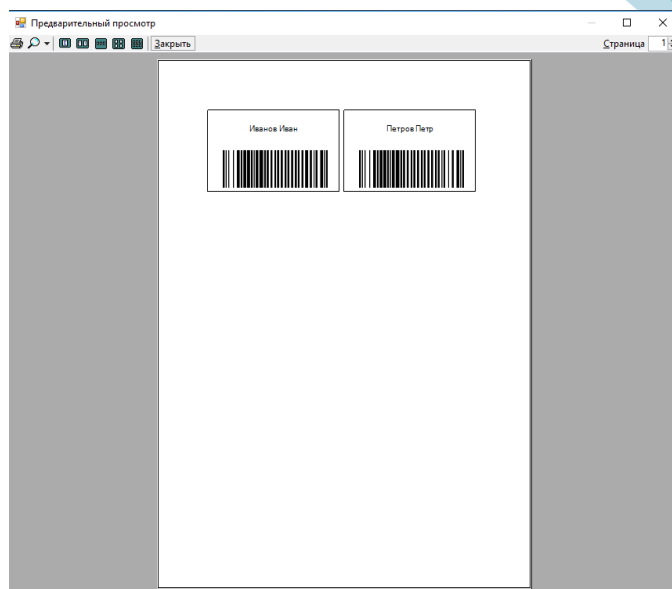 Предварительный просмотр
Закрыть Страница 1
Иванов Иван Петров Петр